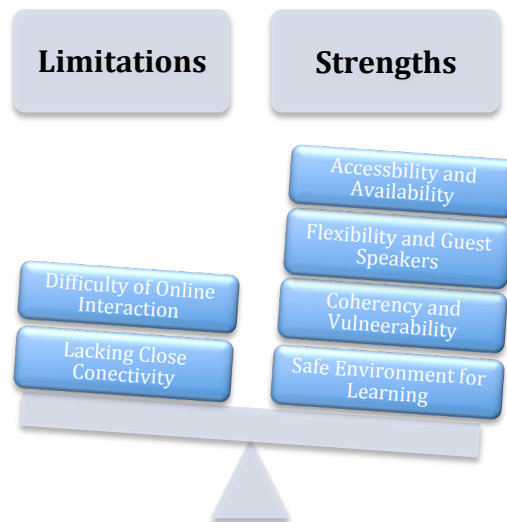 Limitations
Strengths
Accessbility and
Availability
Flexibility and Guest
Speakers
Difficulty of Online
Interaction
Coherency and
Vulneerability
Lacking Close
Conectivity
Safe Environment for
Learning